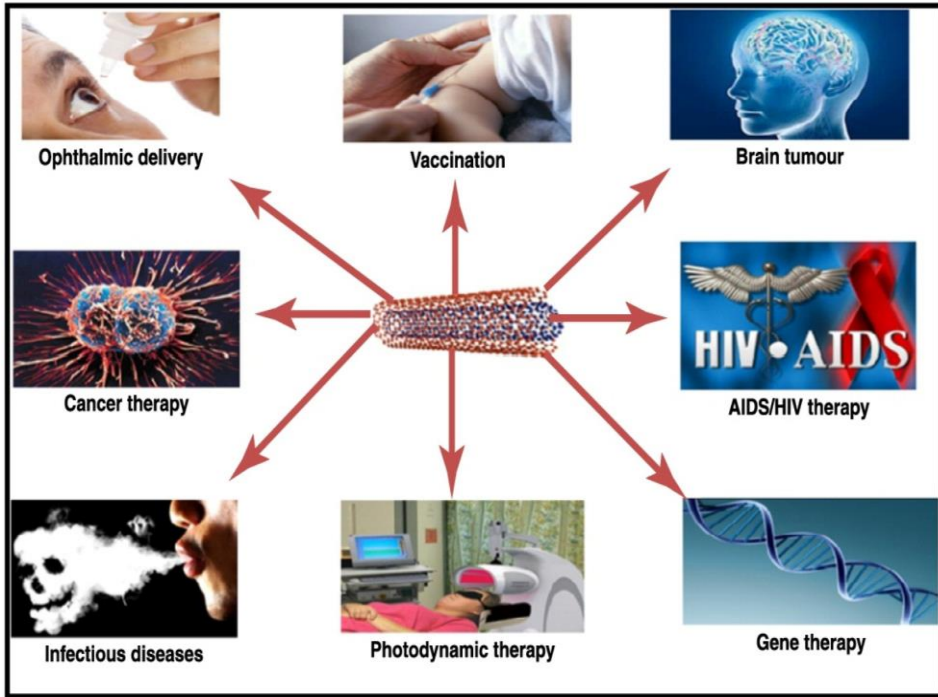 Ophthalmic delivery
Vaccination
Brain tumour
HIV AIDS
Cancer therapy
AIDS/HIV therapy
Infectious diseases
Photodynamic therapy
Gene therapy